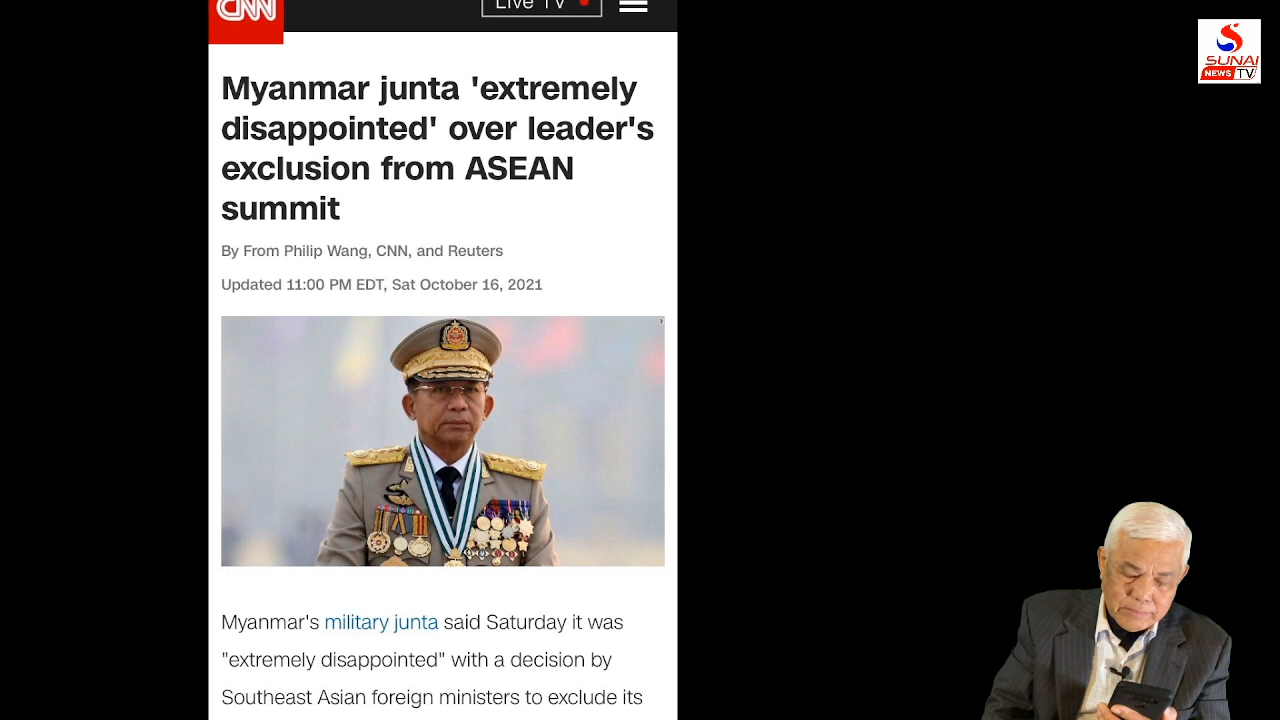 CNN
Live TV
SUNAI
NEWS TV
Myanmar junta 'extremely
disappointed' over leader's
exclusion from ASEAN
summit
By From Philip Wang, CNN, and Reuters
Updated 11:00 PM EDT, Sat October 16, 2021
Myanmar's military junta said Saturday it was
"extremely disappointed" with a decision by
Southeast Asian foreign ministers to exclude its